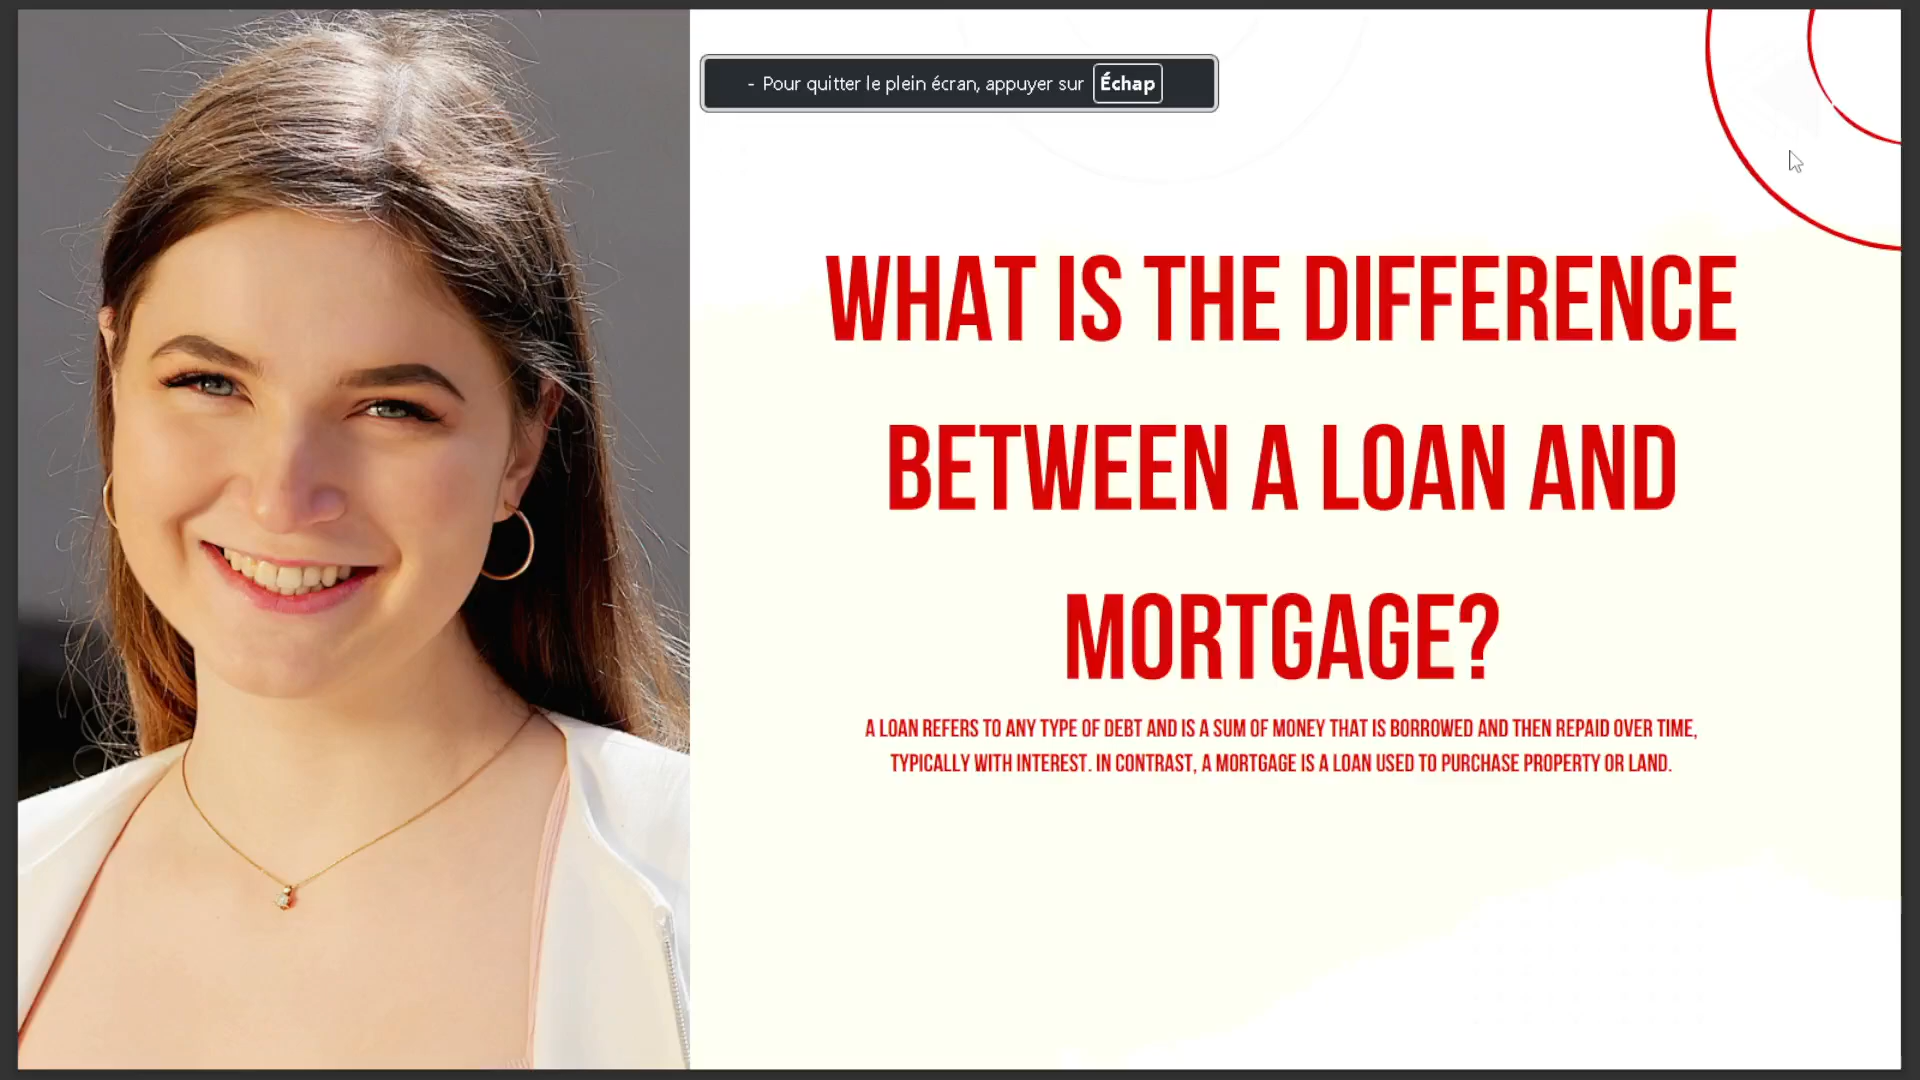 - Pour quitter le plein écran, appuyer sur Échap
WHAT IS THE DIFFERENCE
BETWEEN A LOAN AND
MORTGAGE?
A LOAN REFERS TO ANY TYPE OF DEBT AND IS A SUM OF MONEY THAT IS BORROWED AND THEN REPAID OVER TIME,
TYPICALLY WITH INTEREST. IN CONTRAST, A MORTGAGE IS A LOAN USED TO PURCHASE PROPERTY OR LAND.